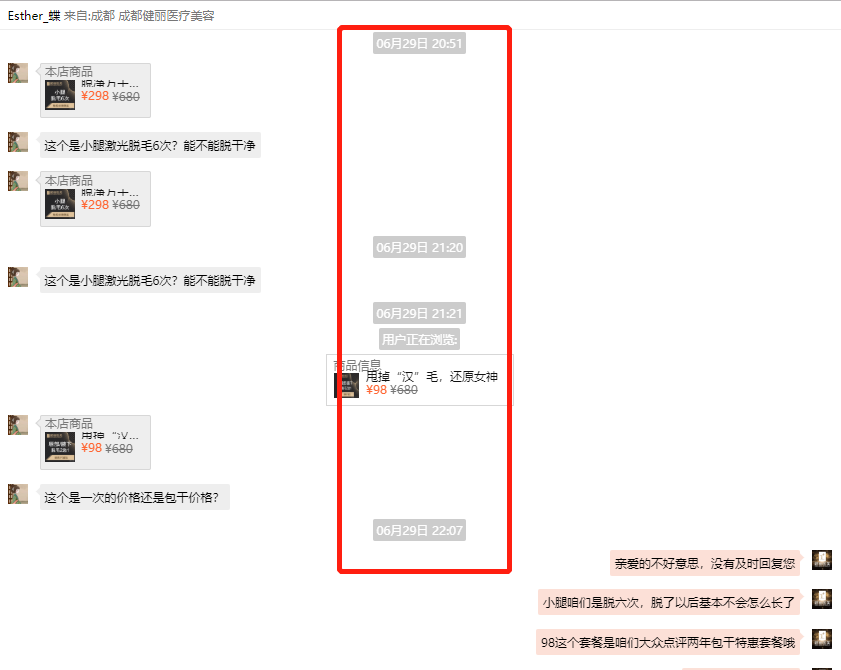 Esther_蝶 来自:成都 成都健丽医疗美容
06月29日 20:51
本店商品
¥298 ¥680
这个是小腿激光脱毛6次？能不能脱干净
本店商品
¥298 ¥680
06月29日 21:20
这个是小腿激光脱毛6次？能不能脱干净
06月29日 21:21
用户正在浏览:
商品信息
甩掉“汉”毛，还原女神
¥98 ¥680
本店商品
甩掉“汉...
¥98 ¥680
这个是一次的价格还是包干价格?
06月29日 22:07
亲爱的不好意思，没有及时回复您
小腿咱们是脱六次，脱了以后基本不会怎么长了
98这个套餐是咱们大众点评两年包干特惠套餐哦